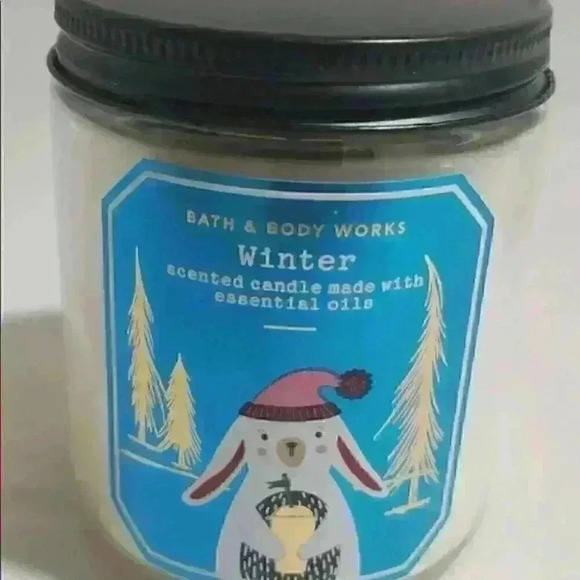 BATH & BODY WORKS
Winter
scented candle made with
essential oils